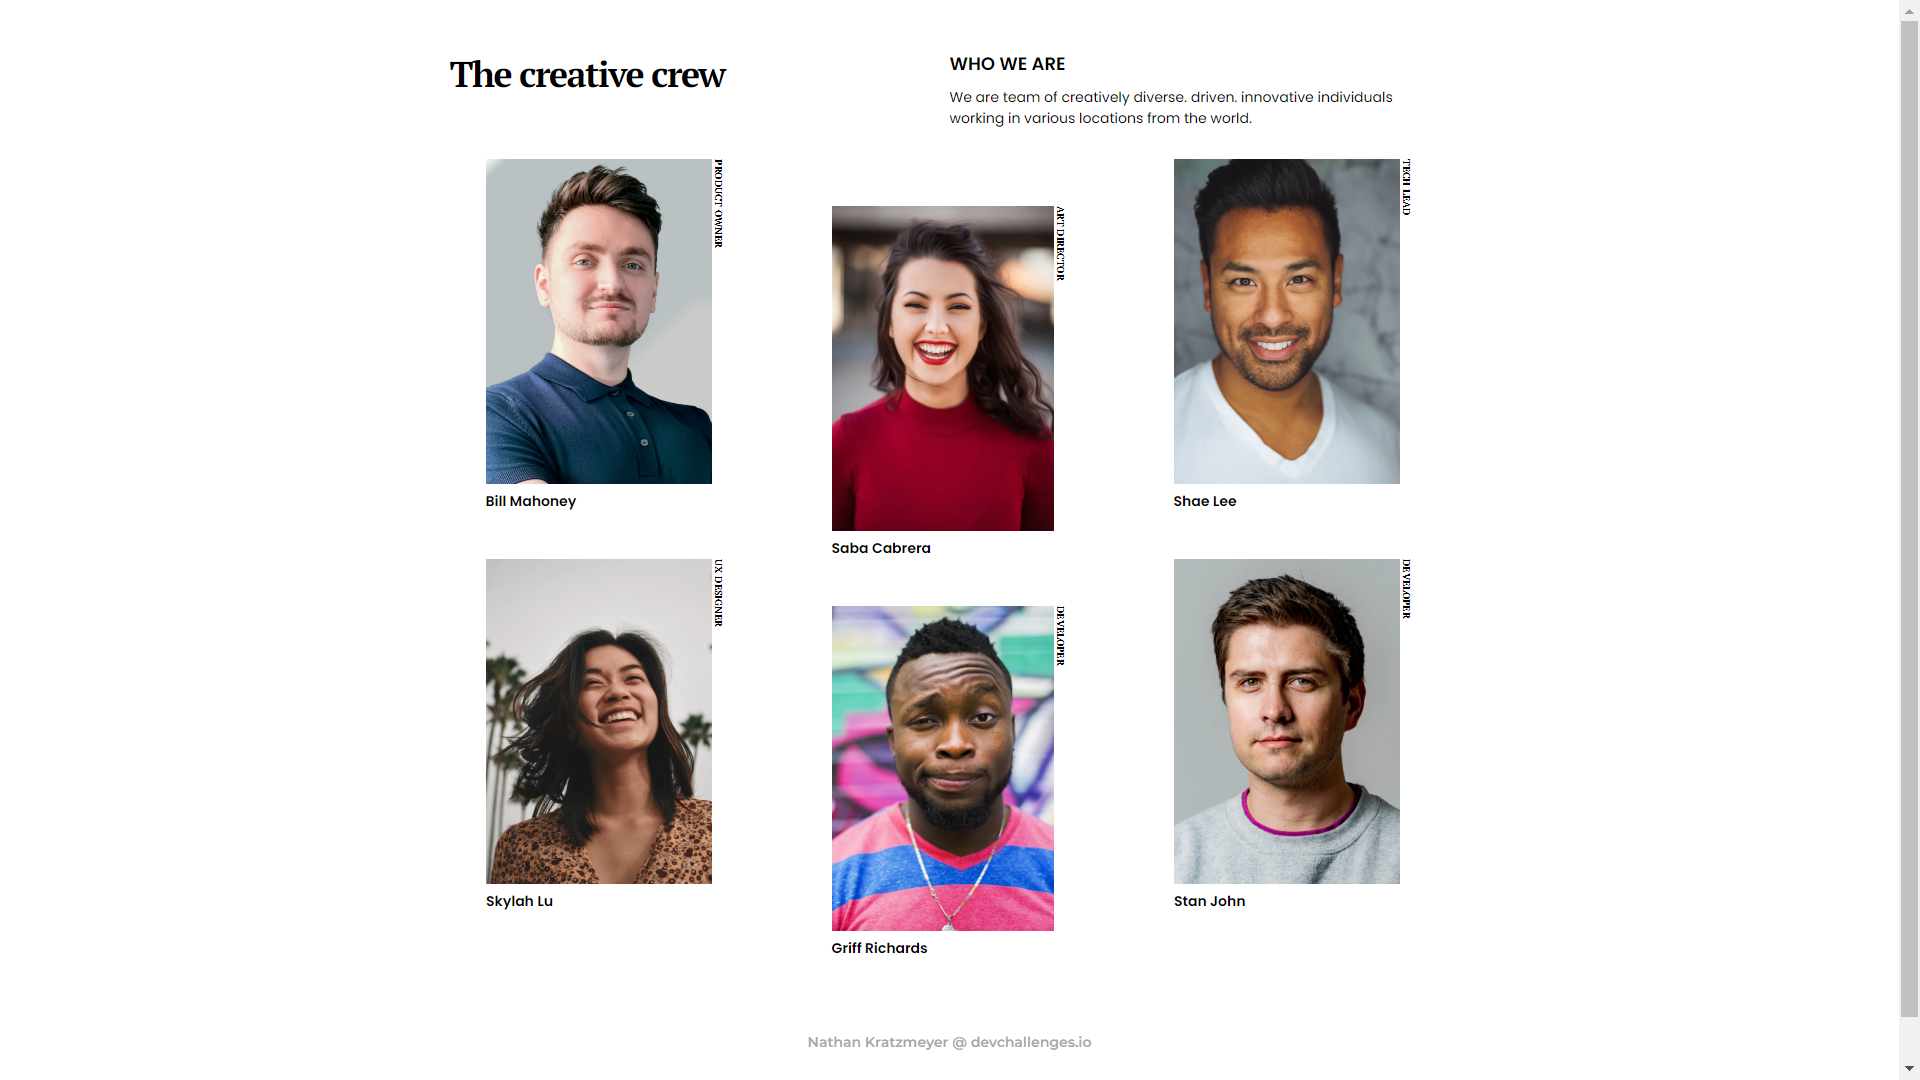 The creative crew
WHO WE ARE
We are team of creatively diverse. driven. innovative individuals
working in various locations from the world.
PRODUCT OWNER
Bill Mahoney
ART DIRECTOR
Saba Cabrera
TECH LEAD
Shae Lee
UX DESIGNER
Skylah Lu
DEVELOPER
Griff Richards
DEVELOPER
Stan John
Nathan Kratzmeyer @ devchallenges.io